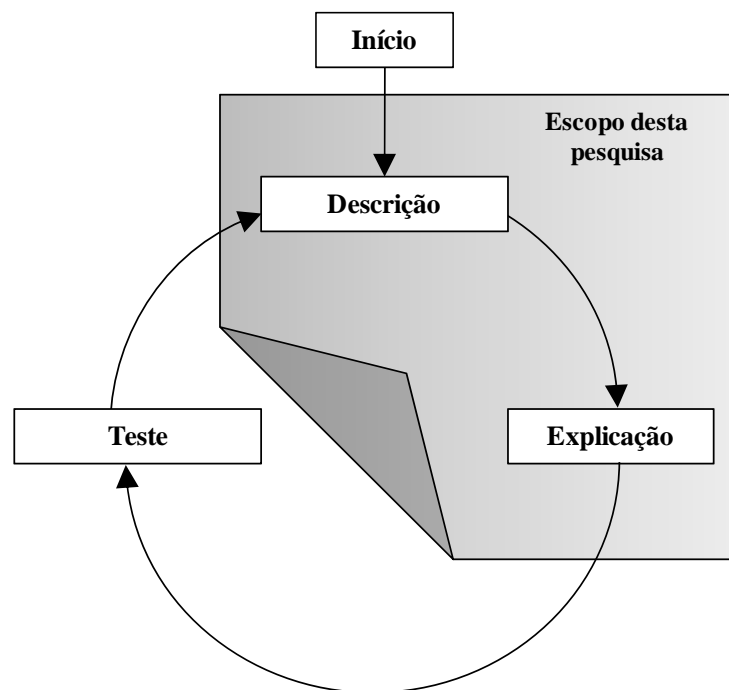 Início
Escopo desta
pesquisa
Descrição
Teste
Explicação